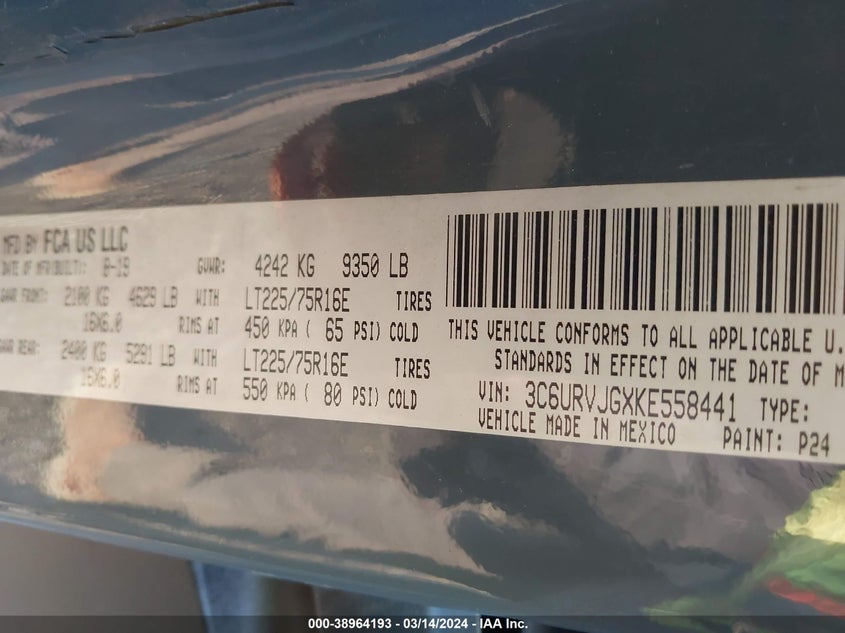 MFD BY FCA US LLC
DATE OF MFR(BUILT): 8-19 GVWR: 4242 KG 9350 LB
GAWR FRONT: 2100 KG 4629 LB WITH LT225/75R16E TIRES
16X6.0 RIMS AT 450 KPA ( 65 PSI) COLD
GAWR REAR: 2400 KG 5291 LB WITH LT225/75R16E TIRES
16X6.0 RIMS AT 550 KPA ( 80 PSI) COLD
THIS VEHICLE CONFORMS TO ALL APPLICABLE U.
STANDARDS IN EFFECT ON THE DATE OF M
VIN: 3C6URVJGXKE558441 TYPE:
VEHICLE MADE IN MEXICO PAINT: P24
000-38964193 - 03/14/2024 - IAA Inc.